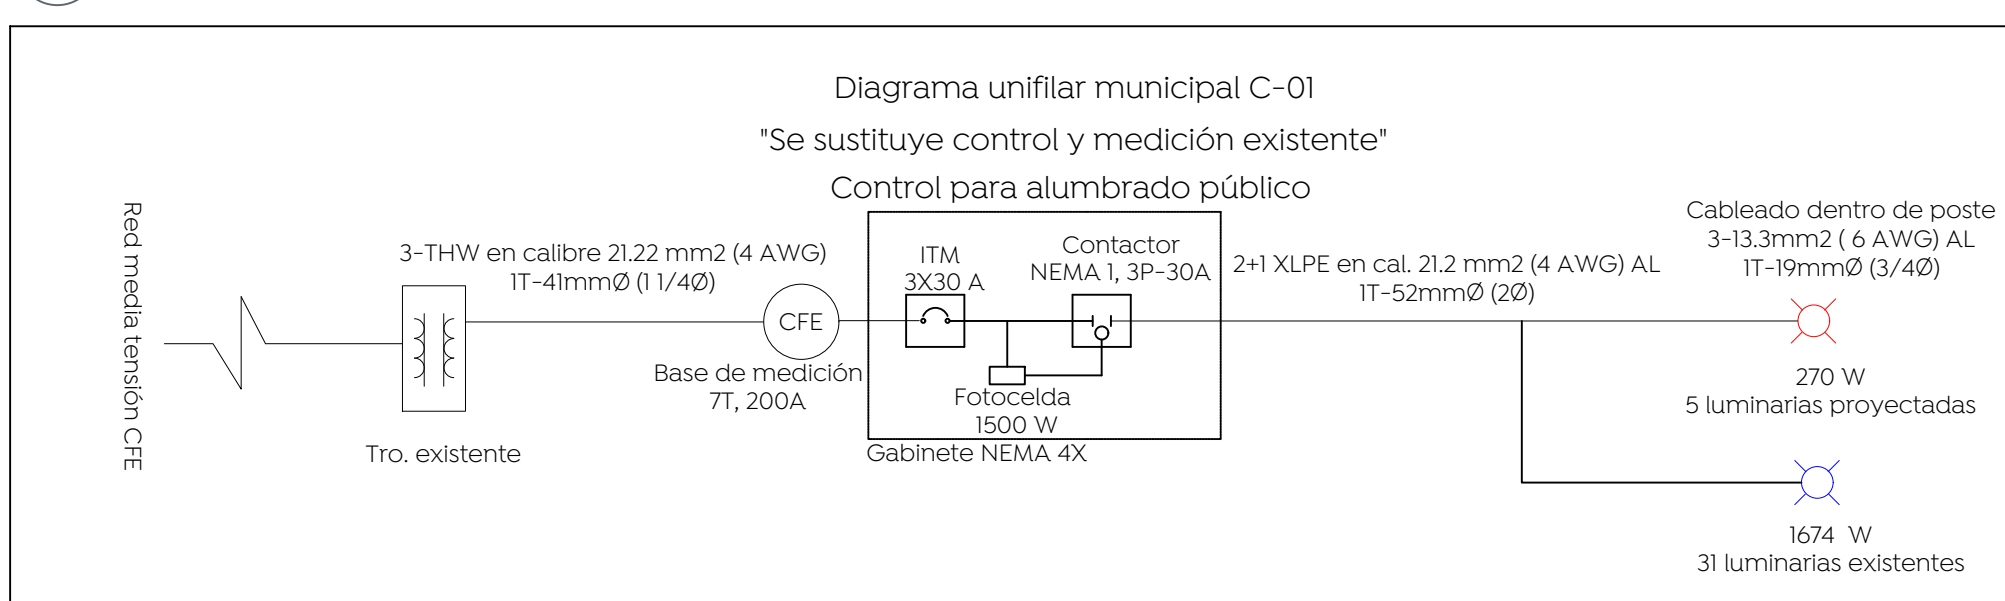 Diagrama unifilar municipal C-01
"Se sustituye control y medición existente"
Control para alumbrado público
Red media tensión CFE
Tro. existente
3-THW en calibre 21.22 mm2 (4 AWG)
1T-41mmØ (1 1/4Ø)
CFE
Base de medición
7T, 200A
ITM
3X30 A
Contactor
NEMA 1, 3P-30A
Fotocelda
1500 W
Gabinete NEMA 4X
2+1 XLPE en cal. 21.2 mm2 (4 AWG) AL
1T-52mmØ (2Ø)
Cableado dentro de poste
3-13.3mm2 ( 6 AWG) AL
1T-19mmØ (3/4Ø)
270 W
5 luminarias proyectadas
1674 W
31 luminarias existentes